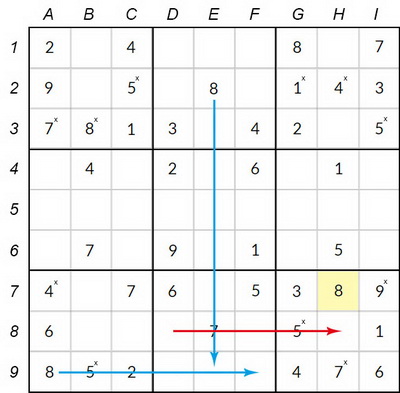 A B C D E F G H I
1 2 4 8 7
2 9 5x 8 1x 4x 3
3 7x 8x 1 3 4 2 5x
4 4 2 6 1
5
6 7 9 1 5
7 4x 7 6 5 3 8 9x
8 6 7 5x 1
9 8 5x 2 4 7x 6